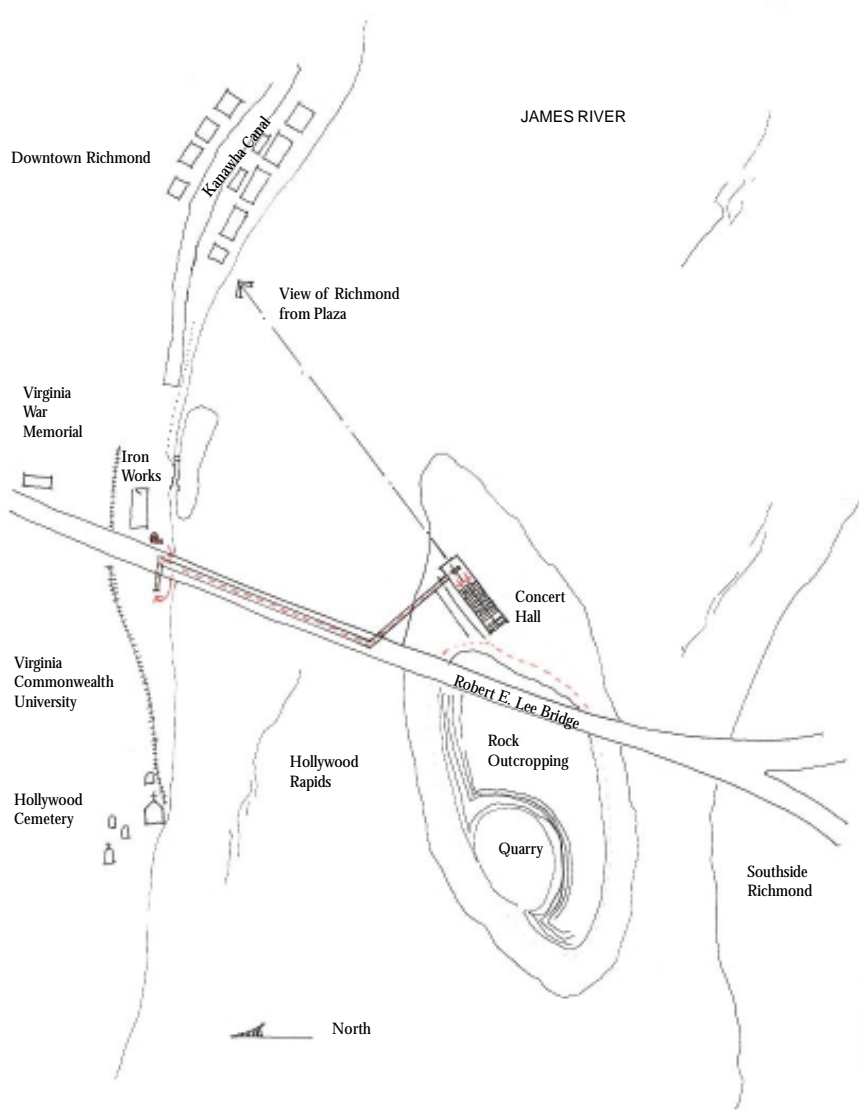 JAMES RIVER
Downtown Richmond
Kanawha Canal
View of Richmond
from Plaza
Virginia
War
Memorial
Iron
Works
Concert
Hall
Virginia
Commonwealth
University
Robert E. Lee Bridge
Rock
Outcropping
Hollywood
Rapids
Hollywood
Cemetery
Quarry
Southside
Richmond
North